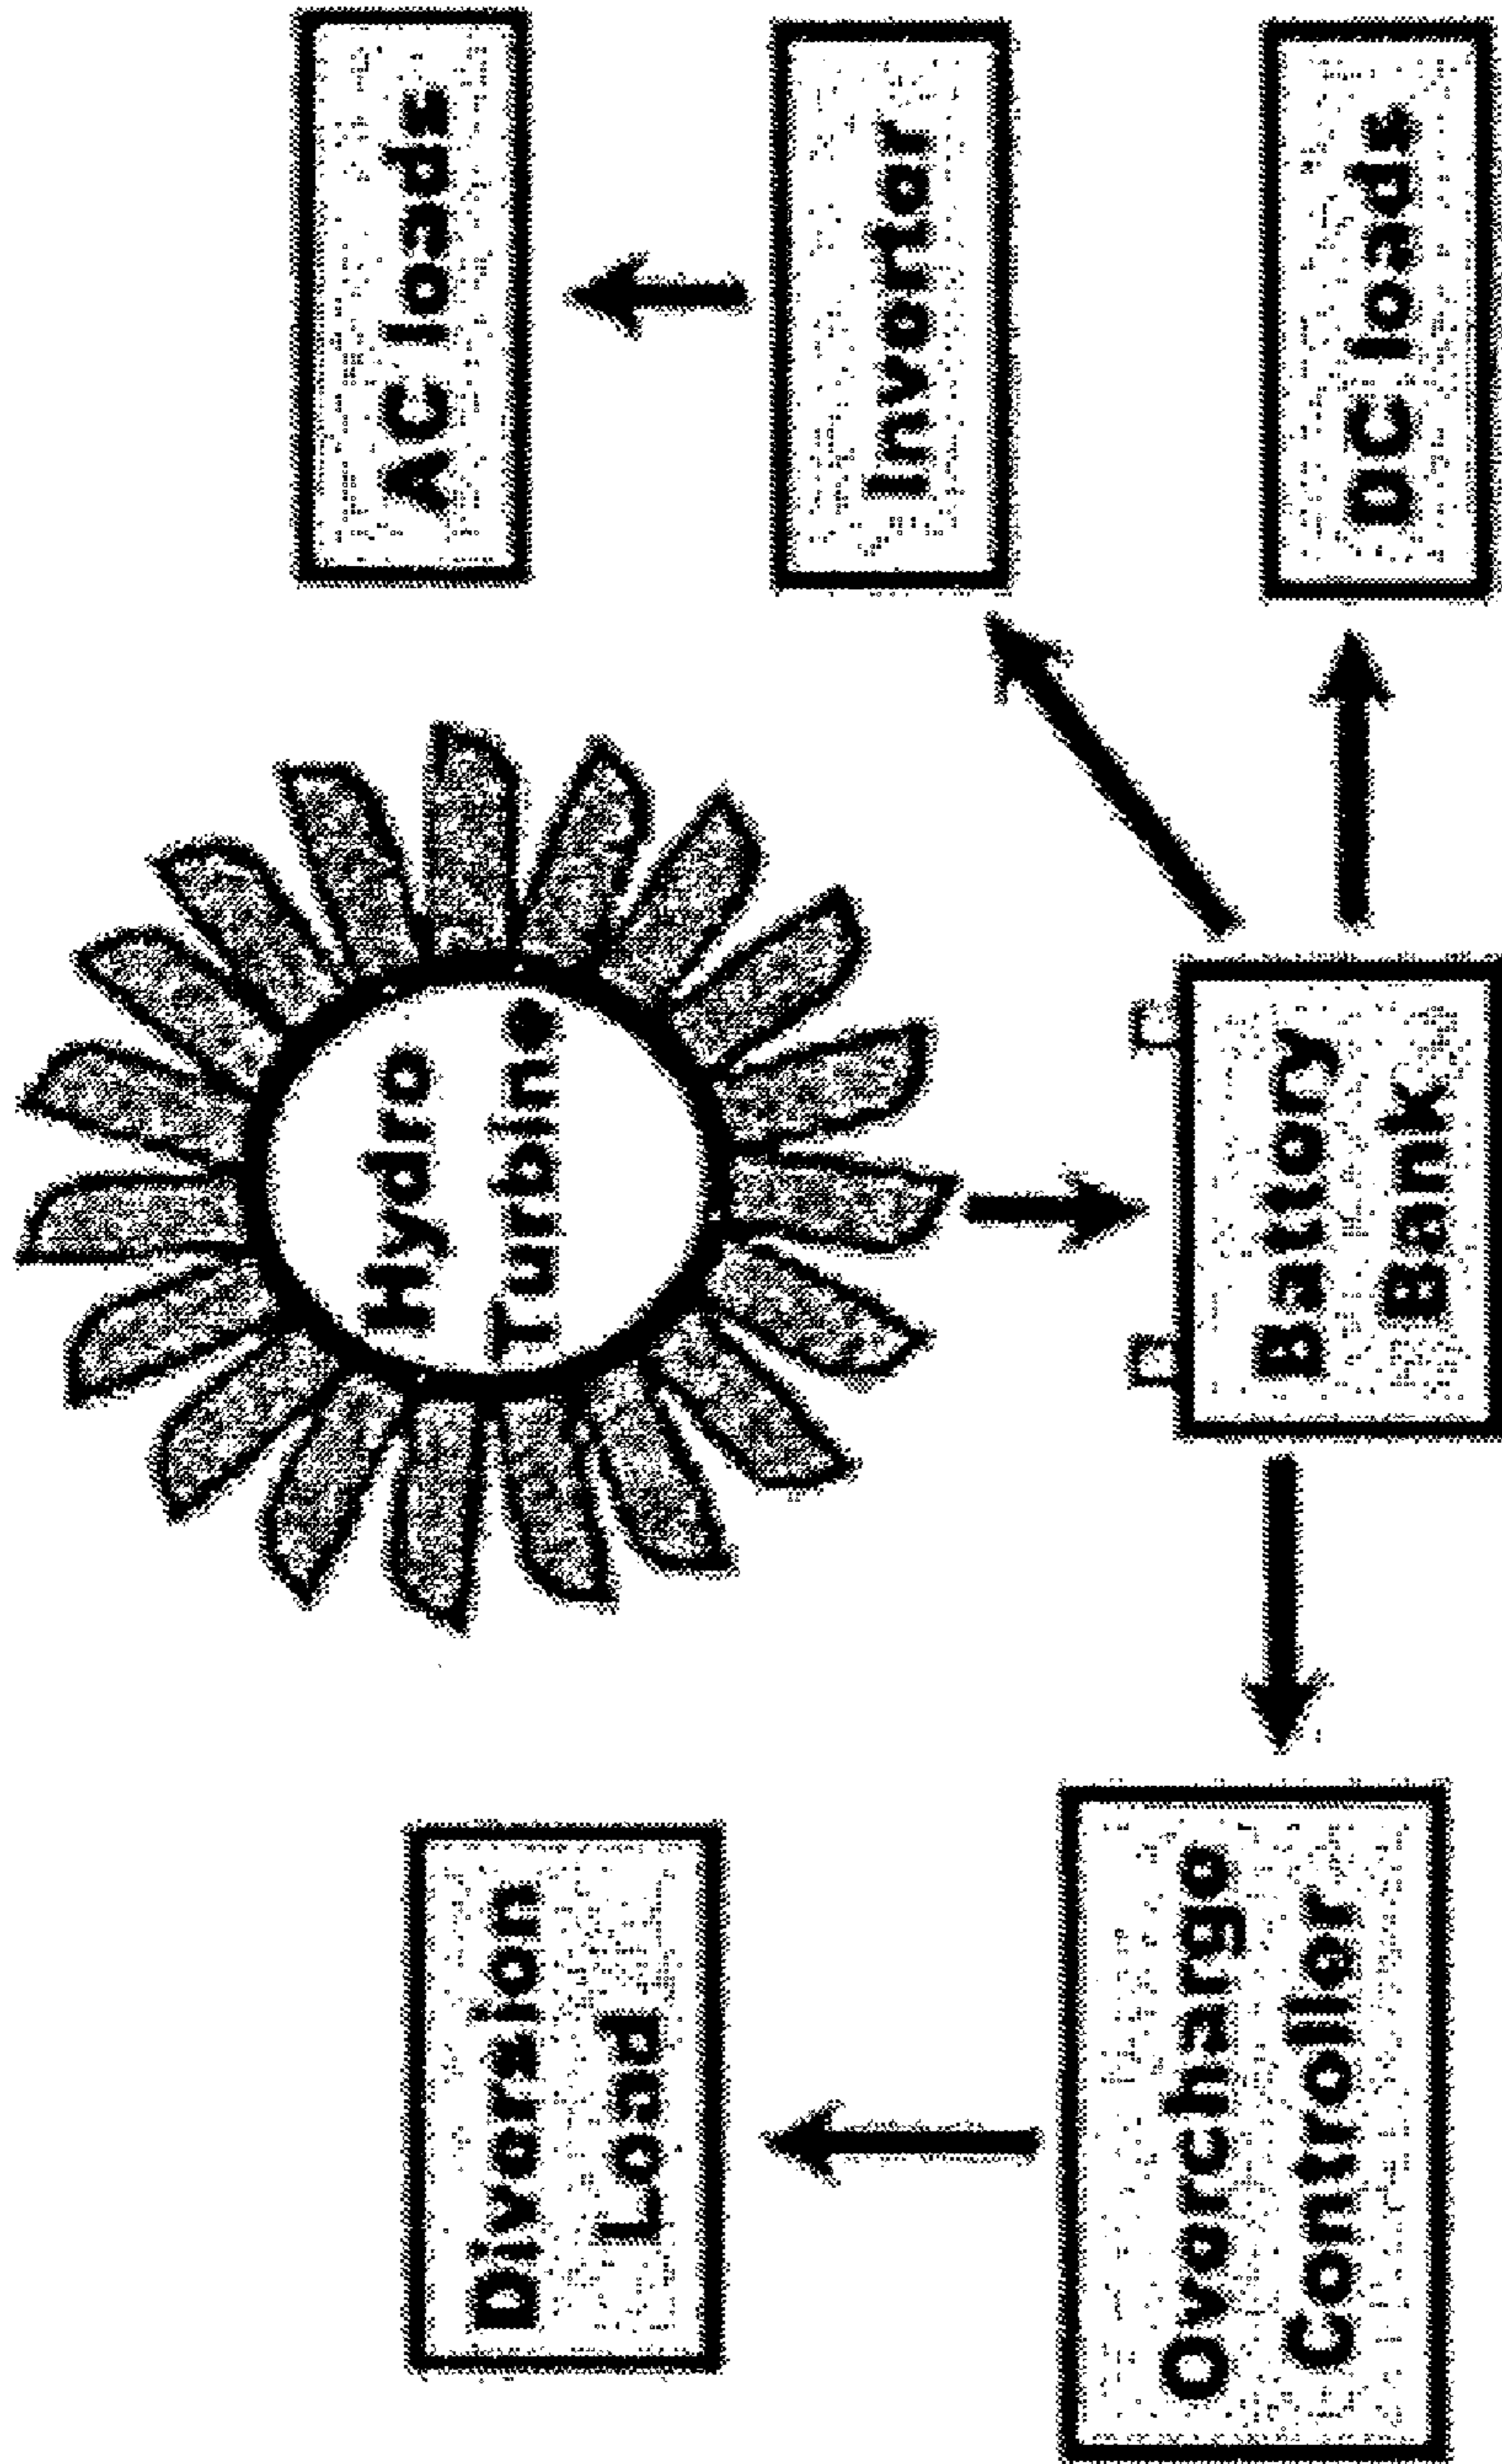 Diversion
Load
Hydro
Turbine
AC loads
Inverter
Overcharge
Controller
Battery
Bank
DC loads